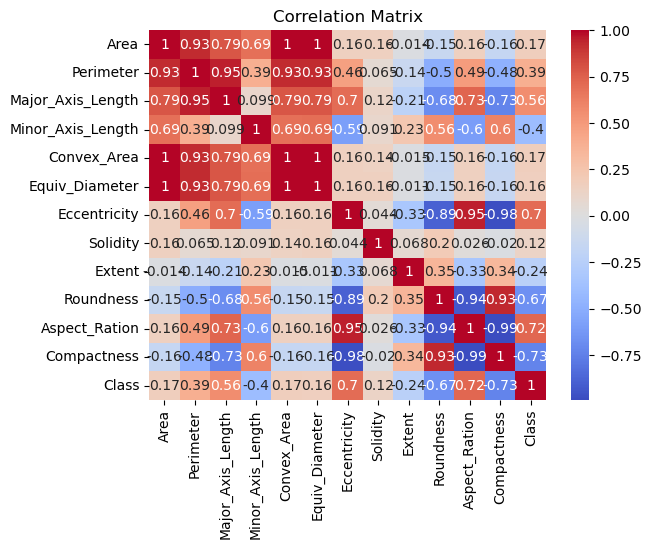 Correlation Matrix
Area 1 0.93 0.79 0.69 1 1 0.16 0.16 -0.014 -0.15 0.16 -0.16 0.17
Perimeter 0.93 1 0.95 0.39 0.93 0.93 0.46 0.065 -0.14 -0.5 0.49 -0.48 0.39
Major_Axis_Length 0.79 0.95 1 0.099 0.79 0.79 0.7 0.12 -0.21 -0.68 0.73 -0.73 0.56
Minor_Axis_Length 0.69 0.39 0.099 1 0.69 0.69 -0.59 0.091 0.23 0.56 -0.6 0.6 -0.4
Convex_Area 1 0.93 0.79 0.69 1 1 0.16 0.14 -0.015 -0.15 0.16 -0.16 0.17
Equiv_Diameter 1 0.93 0.79 0.69 1 1 0.16 0.16 -0.011 -0.15 0.16 -0.16 0.16
Eccentricity 0.16 0.46 0.7 -0.59 0.16 0.16 1 0.044 -0.33 -0.89 0.95 -0.98 0.7
Solidity 0.16 0.065 0.12 0.091 0.14 0.16 0.044 1 0.068 0.2 0.026 -0.02 0.12
Extent -0.014 -0.14 -0.21 0.23 -0.015 -0.011 -0.33 0.068 1 0.35 -0.33 0.34 -0.24
Roundness -0.15 -0.5 -0.68 0.56 -0.15 -0.15 -0.89 0.2 0.35 1 -0.94 0.93 -0.67
Aspect_Ration 0.16 0.49 0.73 -0.6 0.16 0.16 0.95 0.026 -0.33 -0.94 1 -0.99 0.72
Compactness -0.16 -0.48 -0.73 0.6 -0.16 -0.16 -0.98 -0.02 0.34 0.93 -0.99 1 -0.73
Class 0.17 0.39 0.56 -0.4 0.17 0.16 0.7 0.12 -0.24 -0.67 0.72 -0.73 1
Area
Perimeter
Major_Axis_Length
Minor_Axis_Length
Convex_Area
Equiv_Diameter
Eccentricity
Solidity
Extent
Roundness
Aspect_Ration
Compactness
Class
1.00
0.75
0.50
0.25
0.00
-0.25
-0.50
-0.75